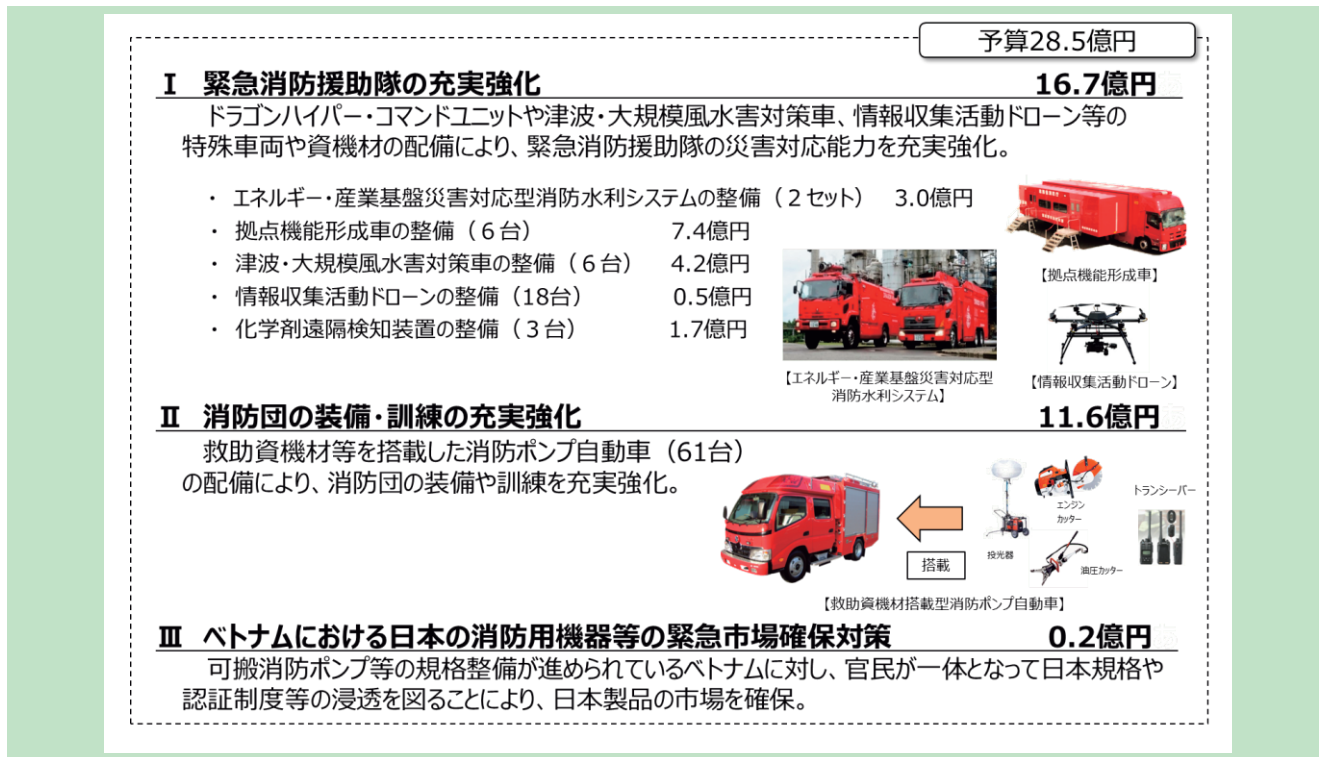 予算28.5億円
Ⅰ 緊急消防援助隊の充実強化 16.7億円
ドラゴンハイパー・コマンドユニットや津波・大規模風水害対策車、情報収集活動ドローン等の
特殊車両や資機材の配備により、緊急消防援助隊の災害対応能力を充実強化。
・ エネルギー・産業基盤災害対応型消防水利システムの整備（２セット） 3.0億円
・ 拠点機能形成車の整備（６台） 7.4億円
・ 津波・大規模風水害対策車の整備（６台） 4.2億円
・ 情報収集活動ドローンの整備（18台） 0.5億円
・ 化学剤遠隔検知装置の整備（３台） 1.7億円
【拠点機能形成車】
【エネルギー・産業基盤災害対応型
消防水利システム】
【情報収集活動ドローン】
Ⅱ 消防団の装備・訓練の充実強化 11.6億円
救助資機材等を搭載した消防ポンプ自動車（61台）
の配備により、消防団の装備や訓練を充実強化。
トランシーバー
エンジン
カッター
投光器
搭載
油圧カッター
【救助資機材搭載型消防ポンプ自動車】
Ⅲ ベトナムにおける日本の消防用機器等の緊急市場確保対策 0.2億円
可搬消防ポンプ等の規格整備が進められているベトナムに対し、官民が一体となって日本規格や
認証制度等の浸透を図ることにより、日本製品の市場を確保。